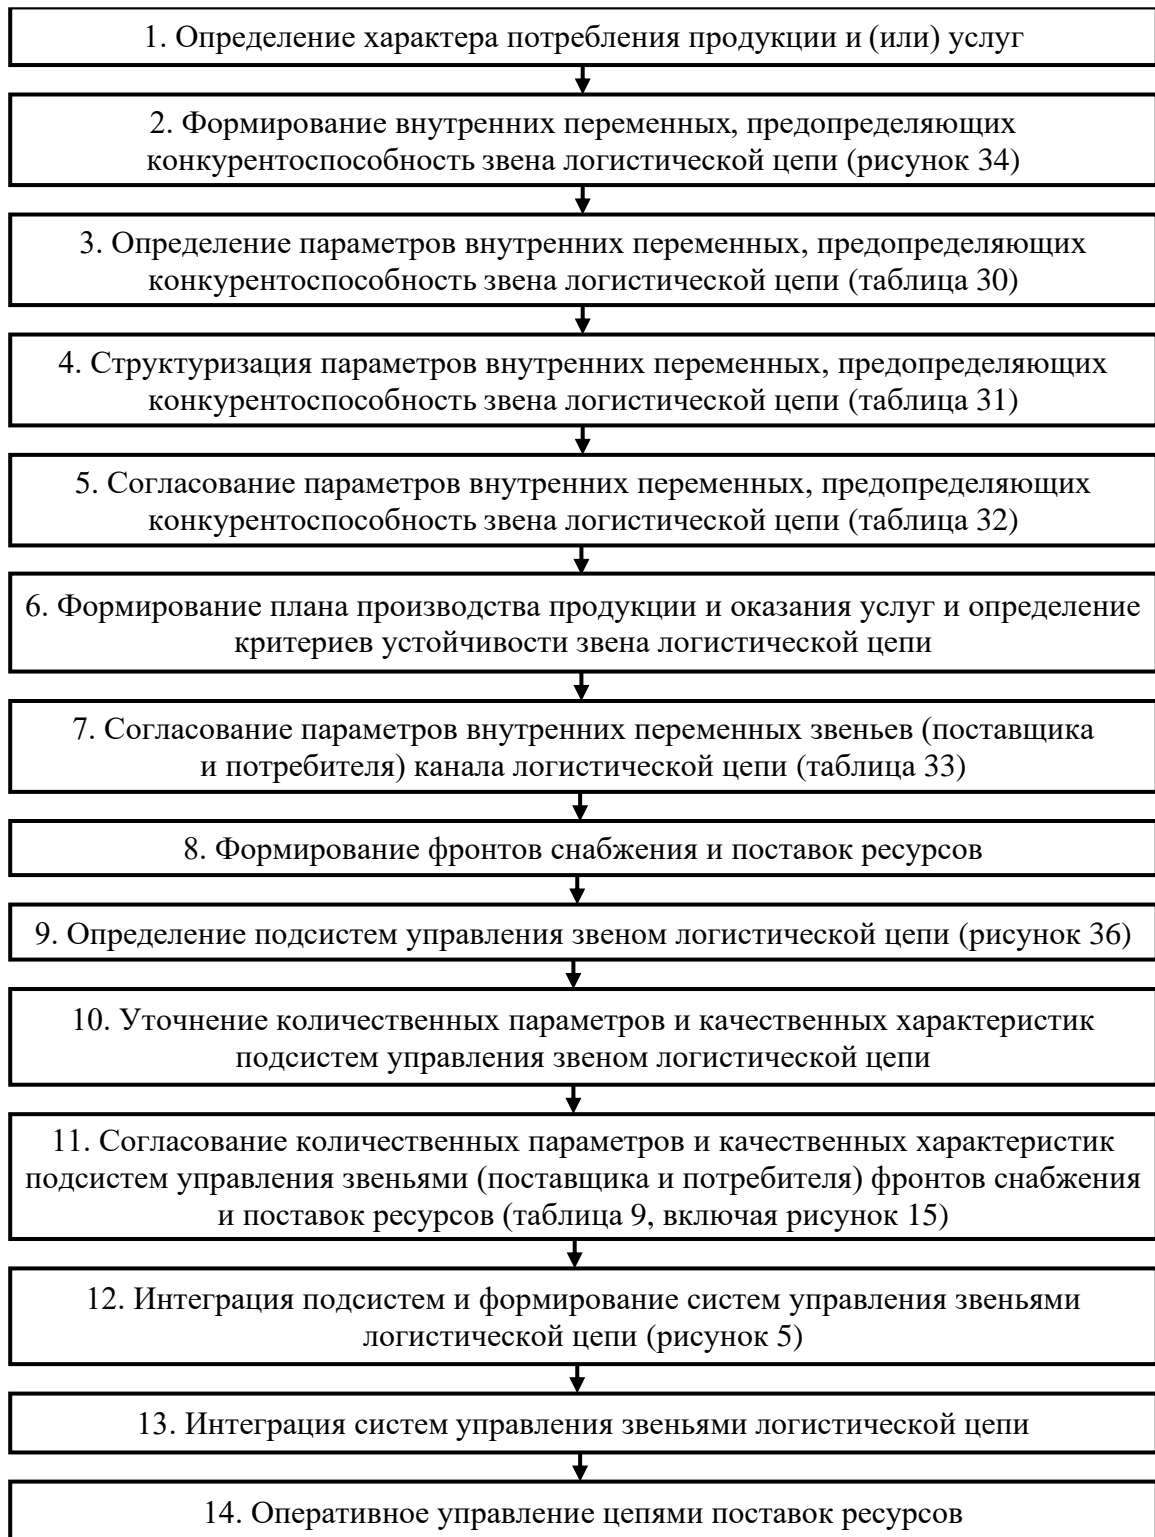 1. Определение характера потребления продукции и (или) услуг
2. Формирование внутренних переменных, предопределяющих
конкурентоспособность звена логистической цепи (рисунок 34)
3. Определение параметров внутренних переменных, предопределяющих
конкурентоспособность звена логистической цепи (таблица 30)
4. Структуризация параметров внутренних переменных, предопределяющих
конкурентоспособность звена логистической цепи (таблица 31)
5. Согласование параметров внутренних переменных, предопределяющих
конкурентоспособность звена логистической цепи (таблица 32)
6. Формирование плана производства продукции и оказания услуг и определение
критериев устойчивости звена логистической цепи
7. Согласование параметров внутренних переменных звеньев (поставщика
и потребителя) канала логистической цепи (таблица 33)
8. Формирование фронтов снабжения и поставок ресурсов
9. Определение подсистем управления звеном логистической цепи (рисунок 36)
10. Уточнение количественных параметров и качественных характеристик
подсистем управления звеном логистической цепи
11. Согласование количественных параметров и качественных характеристик
подсистем управления звеньями (поставщика и потребителя) фронтов снабжения
и поставок ресурсов (таблица 9, включая рисунок 15)
12. Интеграция подсистем и формирование систем управления звеньями
логистической цепи (рисунок 5)
13. Интеграция систем управления звеньями логистической цепи
14. Оперативное управление цепями поставок ресурсов